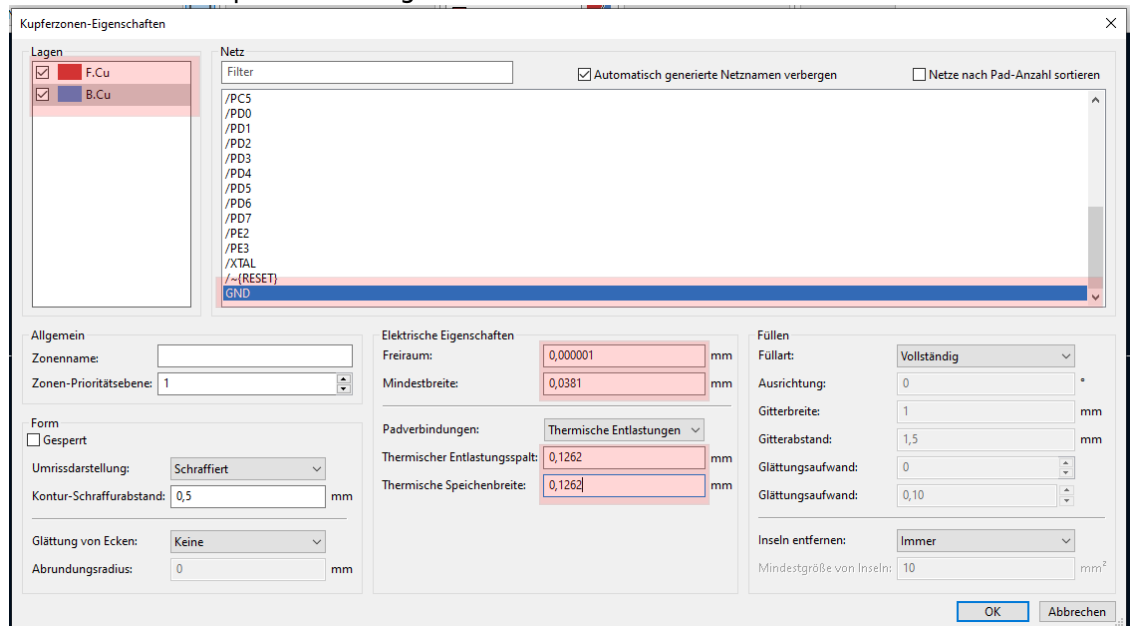 Kupferzonen-Eigenschaften
Lagen
F.Cu
B.Cu
Netz
Filter
Automatisch generierte Netznamen verbergen
Netze nach Pad-Anzahl sortieren
/PC5
/PD0
/PD1
/PD2
/PD3
/PD4
/PD5
/PD6
/PD7
/PE2
/PE3
/XTAL
/~{RESET}
GND
Allgemein
Zonenname:
Zonen-Prioritätsebene: 1
Form
Gesperrt
Umrissdarstellung: Schraffiert
Kontur-Schraffurabstand: 0,5 mm
Glättung von Ecken: Keine
Abrundungsradius: 0 mm
Elektrische Eigenschaften
Freiraum: 0,000001 mm
Mindestbreite: 0,0381 mm
Padverbindungen: Thermische Entlastungen
Thermischer Entlastungsspalt: 0,1262 mm
Thermische Speichenbreite: 0,1262 mm
Füllen
Füllart: Vollständig
Ausrichtung: 0 °
Gitterbreite: 1 mm
Gitterabstand: 1,5 mm
Glättungsaufwand: 0
Glättungsaufwand: 0,10
Inseln entfernen: Immer
Mindestgröße von Inseln: 10 mm²
OK Abbrechen